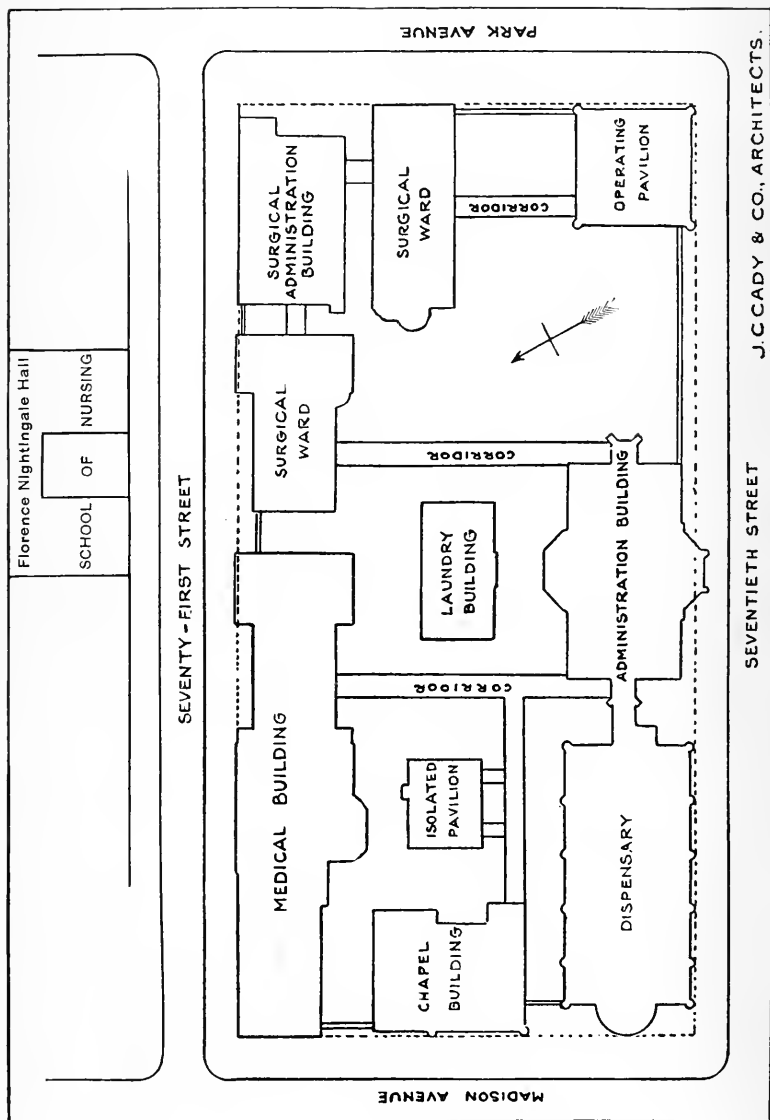 PARK AVENUE
Florence Nightingale Hall
SCHOOL OF NURSING
SEVENTY-FIRST STREET
SURGICAL
ADMINISTRATION
BUILDING
SURGICAL
WARD
CORRIDOR
OPERATING
PAVILION
SURGICAL
WARD
CORRIDOR
LAUNDRY
BUILDING
ADMINISTRATION BUILDING
MEDICAL BUILDING
CORRIDOR
ISOLATED
PAVILION
CHAPEL
BUILDING
DISPENSARY
SEVENTIETH STREET
J.C.CADY & CO., ARCHITECTS.
MADISON AVENUE